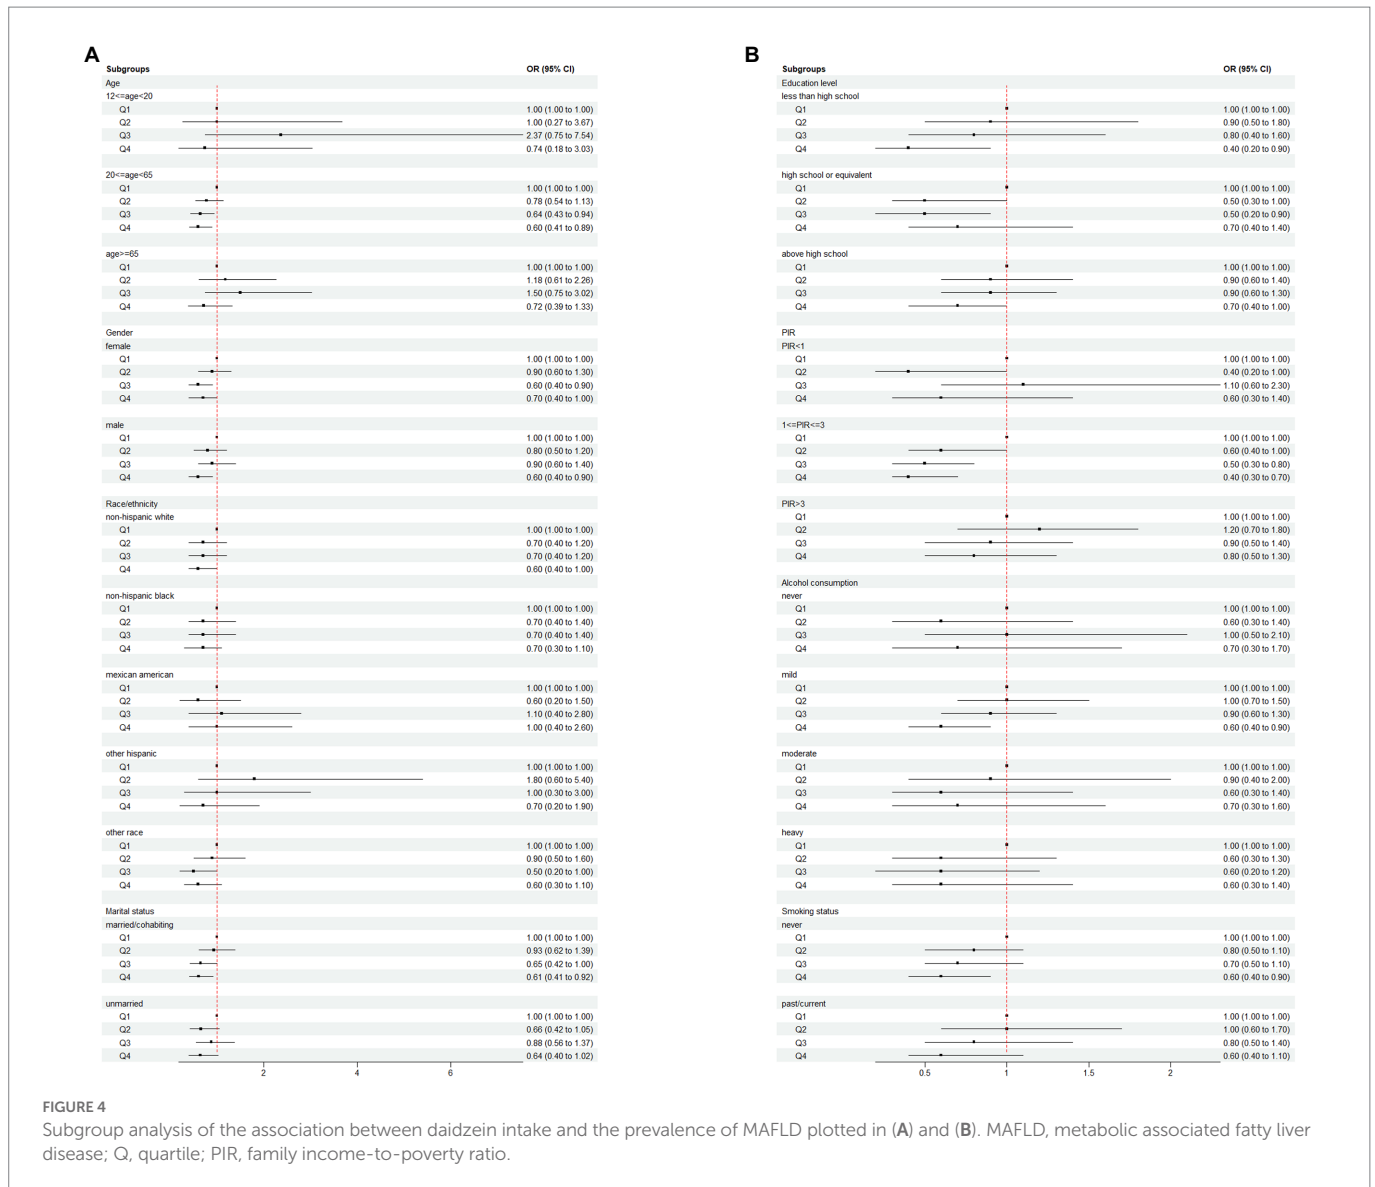 A
Subgroups OR (95% CI)
Age
12<=age<20
Q1 1.00 (1.00 to 1.00)
Q2 1.00 (0.27 to 3.67)
Q3 2.37 (0.75 to 7.54)
Q4 0.74 (0.18 to 3.03)
20<=age<65
Q1 1.00 (1.00 to 1.00)
Q2 0.78 (0.54 to 1.13)
Q3 0.64 (0.43 to 0.94)
Q4 0.60 (0.41 to 0.89)
age>=65
Q1 1.00 (1.00 to 1.00)
Q2 1.18 (0.61 to 2.26)
Q3 1.50 (0.75 to 3.02)
Q4 0.72 (0.39 to 1.33)
Gender
female
Q1 1.00 (1.00 to 1.00)
Q2 0.90 (0.60 to 1.30)
Q3 0.60 (0.40 to 0.90)
Q4 0.70 (0.40 to 1.00)
male
Q1 1.00 (1.00 to 1.00)
Q2 0.80 (0.50 to 1.20)
Q3 0.90 (0.60 to 1.40)
Q4 0.60 (0.40 to 0.90)
Race/ethnicity
non-hispanic white
Q1 1.00 (1.00 to 1.00)
Q2 0.70 (0.40 to 1.20)
Q3 0.70 (0.40 to 1.20)
Q4 0.60 (0.40 to 1.00)
non-hispanic black
Q1 1.00 (1.00 to 1.00)
Q2 0.70 (0.40 to 1.40)
Q3 0.70 (0.40 to 1.40)
Q4 0.70 (0.30 to 1.10)
mexican american
Q1 1.00 (1.00 to 1.00)
Q2 0.60 (0.20 to 1.50)
Q3 1.10 (0.40 to 2.80)
Q4 1.00 (0.40 to 2.60)
other hispanic
Q1 1.00 (1.00 to 1.00)
Q2 1.80 (0.60 to 5.40)
Q3 1.00 (0.30 to 3.00)
Q4 0.70 (0.20 to 1.90)
other race
Q1 1.00 (1.00 to 1.00)
Q2 0.90 (0.50 to 1.60)
Q3 0.50 (0.20 to 1.00)
Q4 0.60 (0.30 to 1.10)
Marital status
married/cohabiting
Q1 1.00 (1.00 to 1.00)
Q2 0.93 (0.62 to 1.39)
Q3 0.65 (0.42 to 1.00)
Q4 0.61 (0.41 to 0.92)
unmarried
Q1 1.00 (1.00 to 1.00)
Q2 0.66 (0.42 to 1.05)
Q3 0.88 (0.56 to 1.37)
Q4 0.64 (0.40 to 1.02)
2 4 6
B
Subgroups OR (95% CI)
Education level
less than high school
Q1 1.00 (1.00 to 1.00)
Q2 0.90 (0.50 to 1.80)
Q3 0.80 (0.40 to 1.60)
Q4 0.40 (0.20 to 0.90)
high school or equivalent
Q1 1.00 (1.00 to 1.00)
Q2 0.50 (0.30 to 1.00)
Q3 0.50 (0.20 to 0.90)
Q4 0.70 (0.40 to 1.40)
above high school
Q1 1.00 (1.00 to 1.00)
Q2 0.90 (0.60 to 1.40)
Q3 0.90 (0.60 to 1.30)
Q4 0.70 (0.40 to 1.00)
PIR
PIR<1
Q1 1.00 (1.00 to 1.00)
Q2 0.40 (0.20 to 1.00)
Q3 1.10 (0.60 to 2.30)
Q4 0.60 (0.30 to 1.40)
1<=PIR<=3
Q1 1.00 (1.00 to 1.00)
Q2 0.60 (0.40 to 1.00)
Q3 0.50 (0.30 to 0.80)
Q4 0.40 (0.30 to 0.70)
PIR>3
Q1 1.00 (1.00 to 1.00)
Q2 1.20 (0.70 to 1.80)
Q3 0.90 (0.50 to 1.40)
Q4 0.80 (0.50 to 1.30)
Alcohol consumption
never
Q1 1.00 (1.00 to 1.00)
Q2 0.60 (0.30 to 1.40)
Q3 1.00 (0.50 to 2.10)
Q4 0.70 (0.30 to 1.70)
mild
Q1 1.00 (1.00 to 1.00)
Q2 1.00 (0.70 to 1.50)
Q3 0.90 (0.60 to 1.30)
Q4 0.60 (0.40 to 0.90)
moderate
Q1 1.00 (1.00 to 1.00)
Q2 0.90 (0.40 to 2.00)
Q3 0.60 (0.30 to 1.40)
Q4 0.70 (0.30 to 1.60)
heavy
Q1 1.00 (1.00 to 1.00)
Q2 0.60 (0.30 to 1.30)
Q3 0.60 (0.20 to 1.20)
Q4 0.60 (0.30 to 1.40)
Smoking status
never
Q1 1.00 (1.00 to 1.00)
Q2 0.80 (0.50 to 1.10)
Q3 0.70 (0.50 to 1.10)
Q4 0.60 (0.40 to 0.90)
past/current
Q1 1.00 (1.00 to 1.00)
Q2 1.00 (0.60 to 1.70)
Q3 0.80 (0.50 to 1.40)
Q4 0.60 (0.40 to 1.10)
0.5 1 1.5 2
FIGURE 4
Subgroup analysis of the association between daidzein intake and the prevalence of MAFLD plotted in (A) and (B). MAFLD, metabolic associated fatty liver
disease; Q, quartile; PIR, family income-to-poverty ratio.